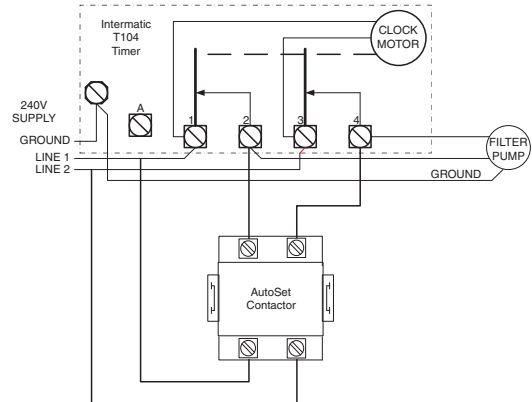 Intermatic
T104
Timer
CLOCK
MOTOR
A
1
2
3
4
240V
SUPPLY
GROUND
LINE 1
LINE 2
FILTER
PUMP
GROUND
AutoSet
Contactor